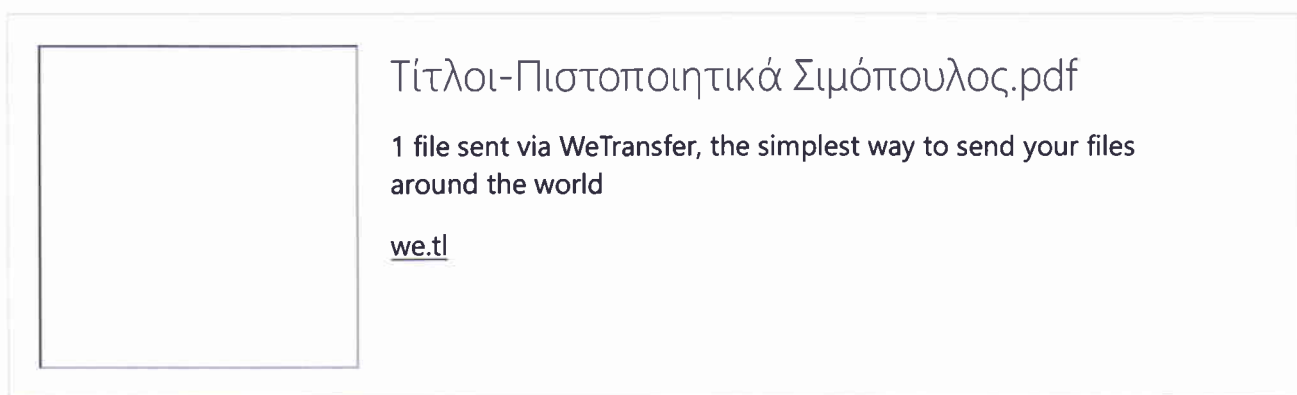 Τίτλοι-Πιστοποιητικά Σιμόπουλος.pdf
1 file sent via WeTransfer, the simplest way to send your files
around the world
we.tl